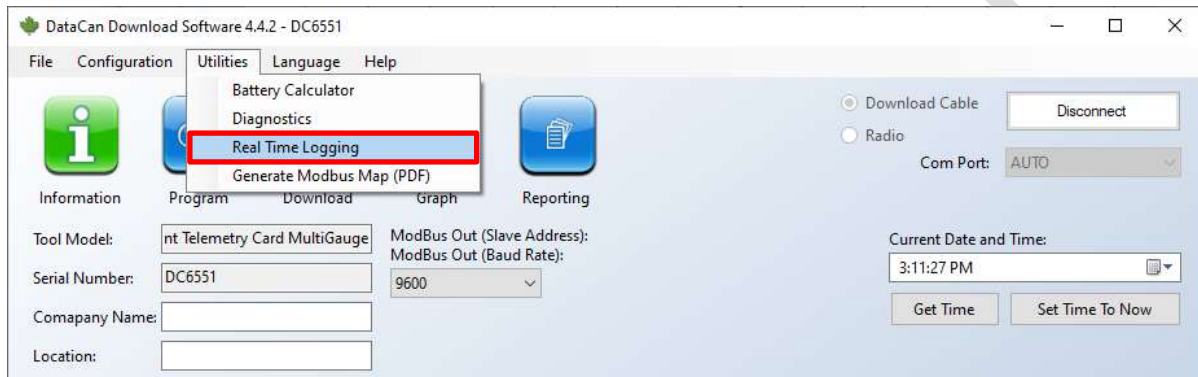 DataCan Download Software 4.4.2 - DC6551
File Configuration Utilities Language Help
Battery Calculator
Diagnostics
Real Time Logging
Generate Modbus Map (PDF)
Information Program Download Graph Reporting
Download Cable
Radio
Disconnect
Com Port: AUTO
Tool Model: nt Telemetry Card MultiGauge
Serial Number: DC6551
Comapany Name:
Location:
ModBus Out (Slave Address):
ModBus Out (Baud Rate):
9600
Current Date and Time:
3:11:27 PM
Get Time Set Time To Now